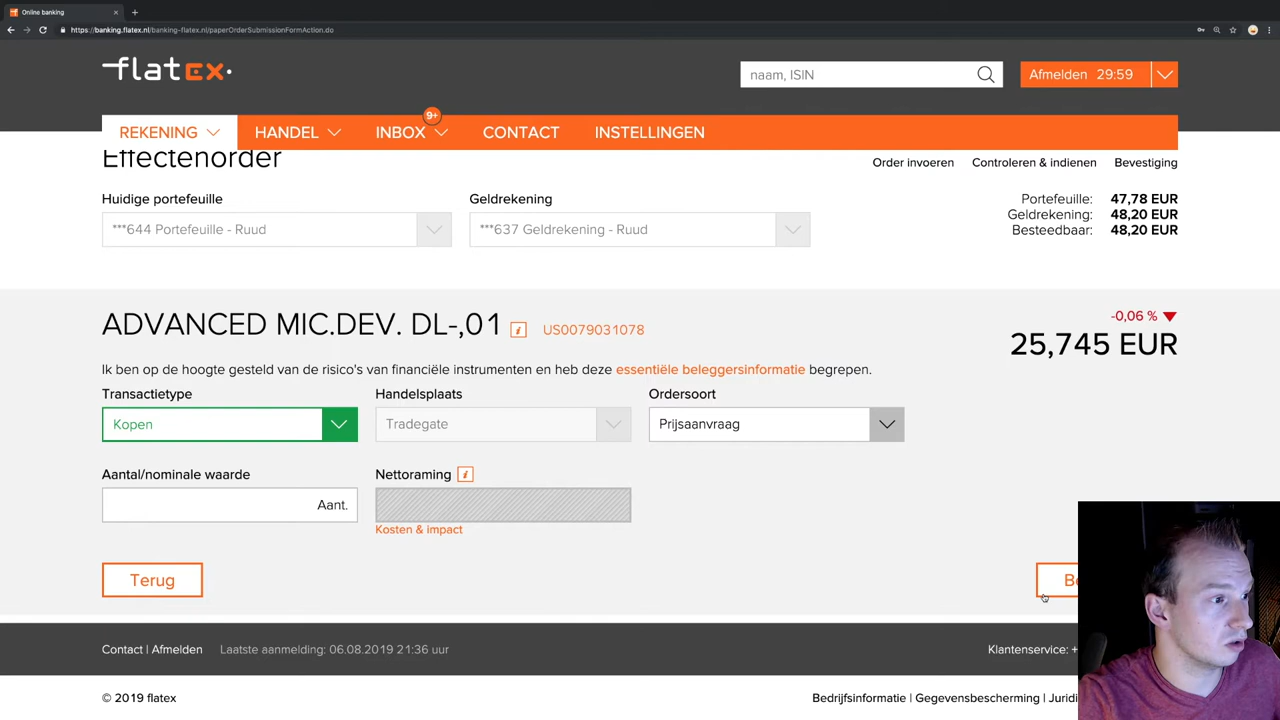 Online banking
https://banking.flatex.nl/banking-flatex.nl/paperOrderSubmissionFormAction.do
flatex.
naam, ISIN
Afmelden 29:59
REKENING
HANDEL
INBOX
9+
CONTACT
INSTELLINGEN
Effectenorder
Order invoeren
Controleren & indienen
Bevestiging
Huidige portefeuille
Geldrekening
***644 Portefeuille - Ruud
***637 Geldrekening - Ruud
Portefeuille: 47,78 EUR
Geldrekening: 48,20 EUR
Besteedbaar: 48,20 EUR
ADVANCED MIC.DEV. DL-,01
i
US0079031078
-0,06 %
25,745 EUR
Ik ben op de hoogte gesteld van de risico's van financiële instrumenten en heb deze essentiële beleggersinformatie begrepen.
Transactietype
Handelsplaats
Ordersoort
Kopen
Tradegate
Prijsaanvraag
Aantal/nominale waarde
Nettoraming
i
Aant.
Kosten & impact
Terug
Contact | Afmelden
Laatste aanmelding: 06.08.2019 21:36 uur
Klantenservice: +
© 2019 flatex
Bedrijfsinformatie | Gegevensbescherming | Juridi